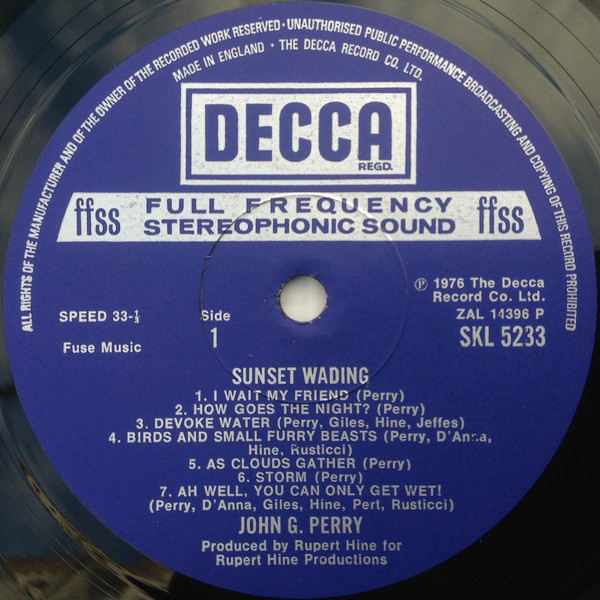 ALL RIGHTS OF THE MANUFACTURER AND OF THE OWNER OF THE RECORDED WORK RESERVED · UNAUTHORISED PUBLIC PERFORMANCE BROADCASTING AND COPYING OF THIS RECORD PROHIBITED
MADE IN ENGLAND · THE DECCA RECORD CO. LTD.
DECCA
REGD.
ffss FULL FREQUENCY STEREOPHONIC SOUND ffss
℗ 1976 The Decca
Record Co. Ltd.
SPEED 33-⅓
Side
ZAL 14396 P
Fuse Music
1
SKL 5233
SUNSET WADING
1. I WAIT MY FRIEND (Perry)
2. HOW GOES THE NIGHT? (Perry)
3. DEVOKE WATER (Perry, Giles, Hine, Jeffes)
4. BIRDS AND SMALL FURRY BEASTS (Perry, D'Anna,
Hine, Rusticci)
5. AS CLOUDS GATHER (Perry)
6. STORM (Perry)
7. AH WELL, YOU CAN ONLY GET WET!
(Perry, D'Anna, Giles, Hine, Pert, Rusticci)
JOHN G. PERRY
Produced by Rupert Hine for
Rupert Hine Productions